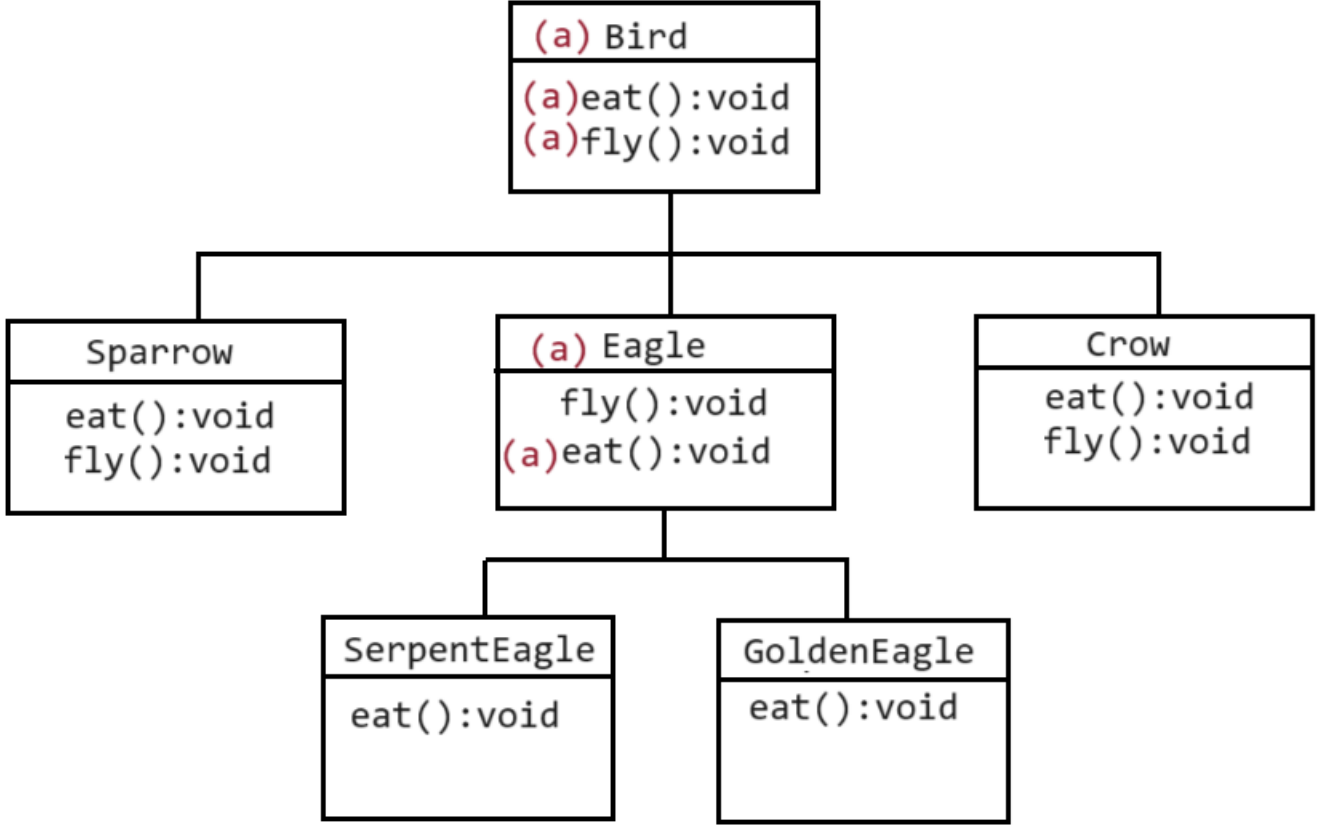 (a) Bird
(a)eat():void
(a)fly():void
Sparrow
eat():void
fly():void
(a) Eagle
fly():void
(a)eat():void
Crow
eat():void
fly():void
SerpentEagle
eat():void
GoldenEagle
eat():void